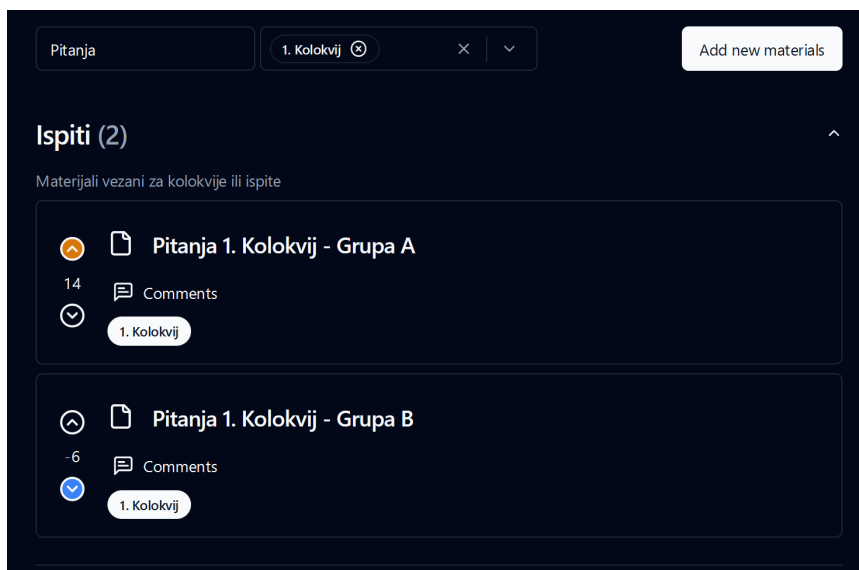 Pitanja
1. Kolokvij
Add new materials
Ispiti (2)
Materijali vezani za kolokvije ili ispite
Pitanja 1. Kolokvij - Grupa A
14
Comments
1. Kolokvij
Pitanja 1. Kolokvij - Grupa B
-6
Comments
1. Kolokvij